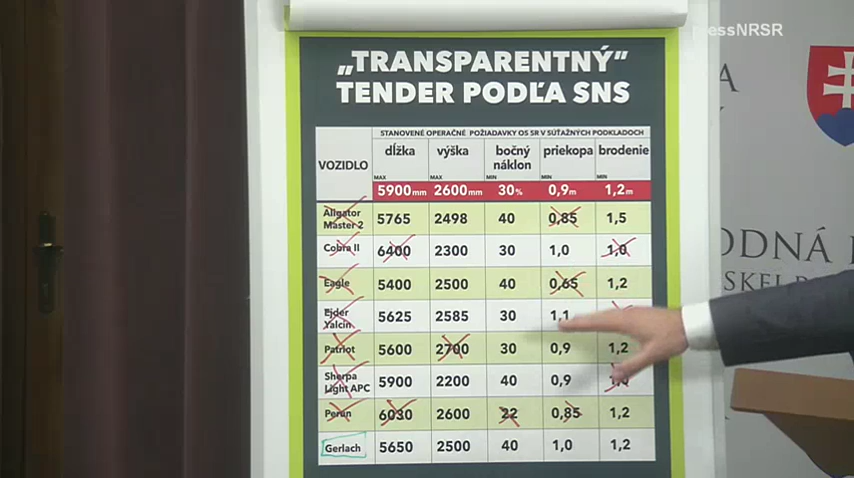 pressNRSR
„TRANSPARENTNÝ“
TENDER PODĽA SNS
STANOVENÉ OPERAČNÉ POŽIADAVKY OS SR V SÚŤAŽNÝCH PODKLADOCH
VOZIDLO dĺžka výška bočný náklon priekopa brodenie
MAX MAX MIN MIN MIN
5900mm 2600mm 30% 0,9m 1,2m
Alligator Master 2 5765 2498 40 0,85 1,5
Cobra II 6400 2300 30 1,0 1,0
Eagle 5400 2500 40 0,65 1,2
Ejder Yalcin 5625 2585 30 1,1
Patriot 5600 2700 30 0,9 1,2
Sherpa Light APC 5900 2200 40 0,9
Perun 6030 2600 22 0,85 1,2
Gerlach 5650 2500 40 1,0 1,2